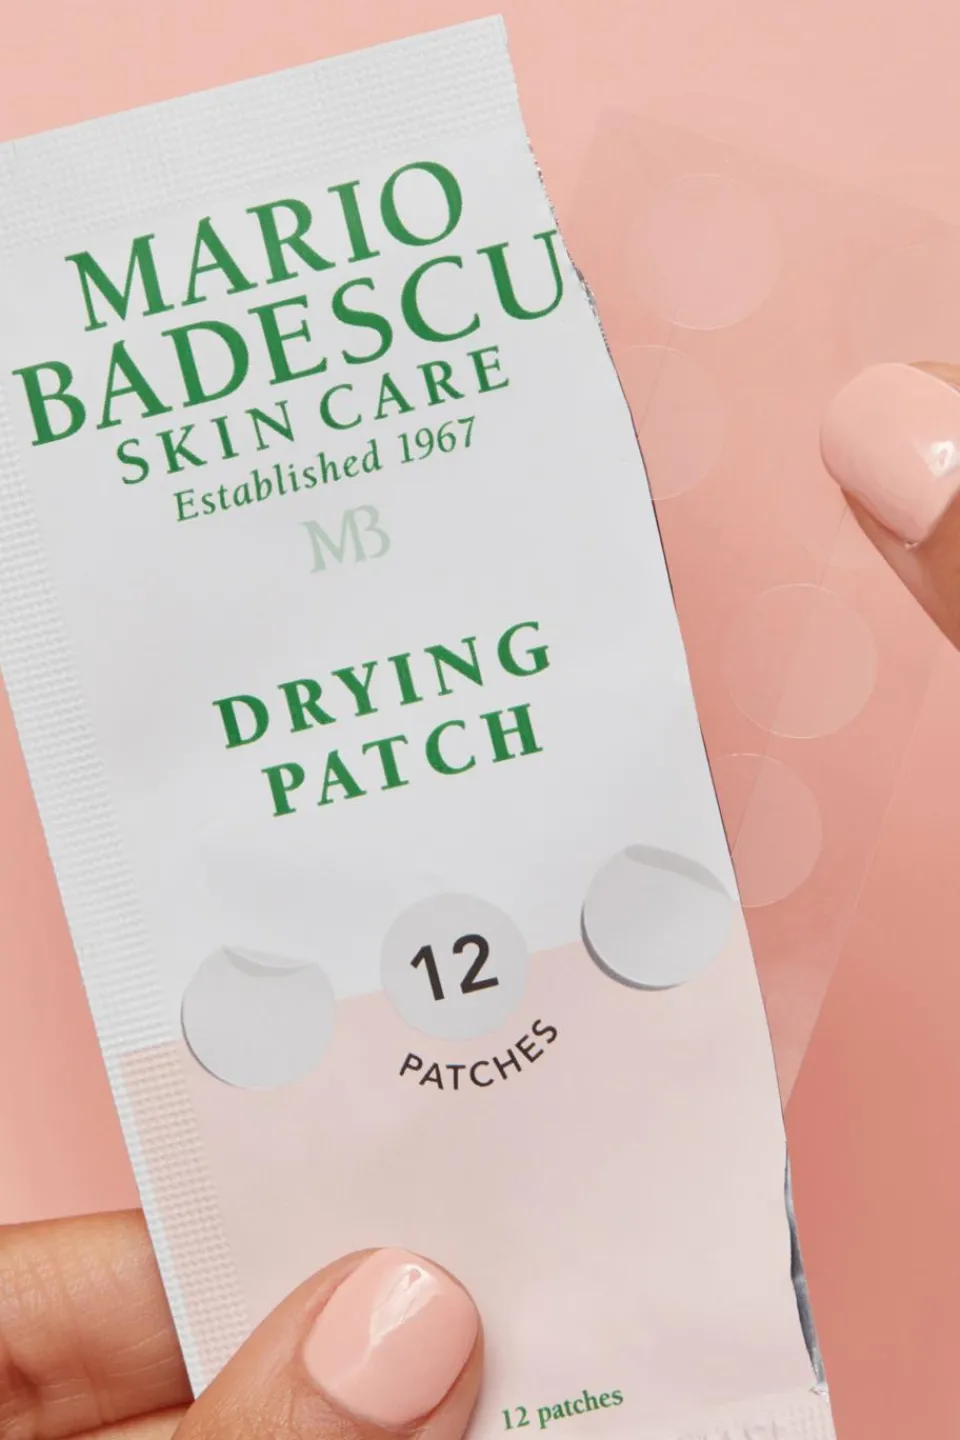 MARIO
BADESCU
SKIN CARE
Established 1967
MB
DRYING
PATCH
12
PATCHES
12 patches